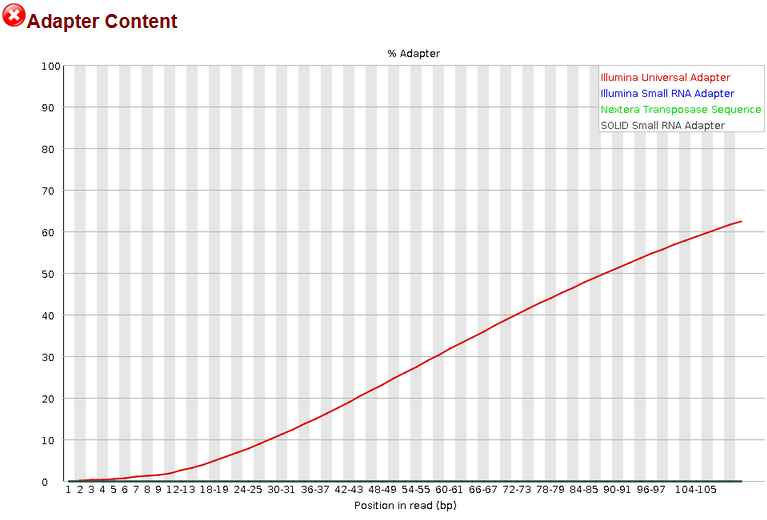 Adapter Content
% Adapter
Illumina Universal Adapter
Illumina Small RNA Adapter
Nextera Transposase Sequence
SOLID Small RNA Adapter
100
90
80
70
60
50
40
30
20
10
0
1 2 3 4 5 6 7 8 9 12-13 18-19 24-25 30-31 36-37 42-43 48-49 54-55 60-61 66-67 72-73 78-79 84-85 90-91 96-97 104-105
Position in read (bp)